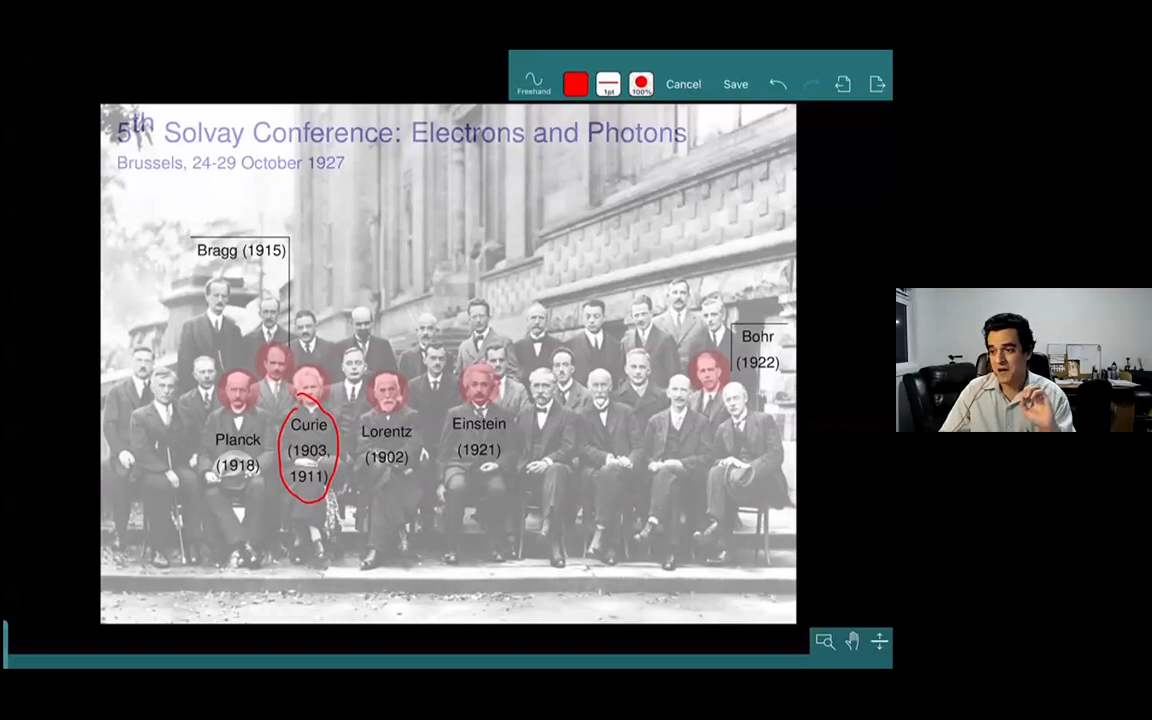 Freehand
1pt
100%
Cancel
Save
5th Solvay Conference: Electrons and Photons
Brussels, 24-29 October 1927
Bragg (1915)
Bohr
(1922)
Planck
(1918)
Curie
(1903,
1911)
Lorentz
(1902)
Einstein
(1921)